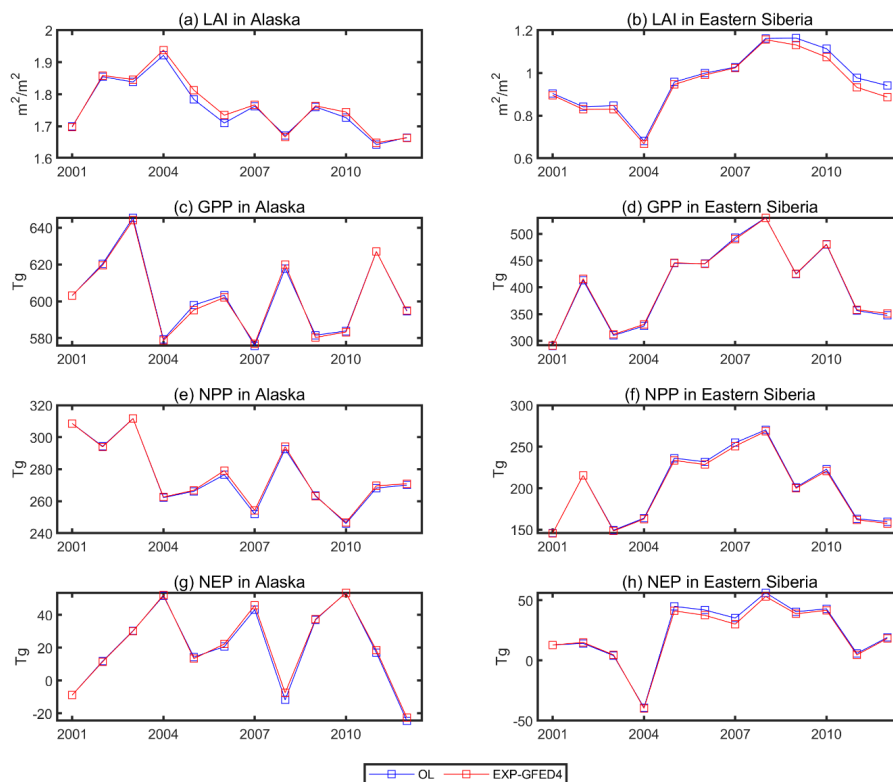 (a) LAI in Alaska
2
1.9
1.8
1.7
1.6
m²/m²
2001 2004 2007 2010
(b) LAI in Eastern Siberia
1.2
1
0.8
0.6
m²/m²
2001 2004 2007 2010
(c) GPP in Alaska
640
620
600
580
Tg
2001 2004 2007 2010
(d) GPP in Eastern Siberia
500
450
400
350
300
Tg
2001 2004 2007 2010
(e) NPP in Alaska
320
300
280
260
240
Tg
2001 2004 2007 2010
(f) NPP in Eastern Siberia
300
250
200
150
Tg
2001 2004 2007 2010
(g) NEP in Alaska
40
20
0
-20
Tg
2001 2004 2007 2010
(h) NEP in Eastern Siberia
50
0
-50
Tg
2001 2004 2007 2010
OL EXP-GFED4